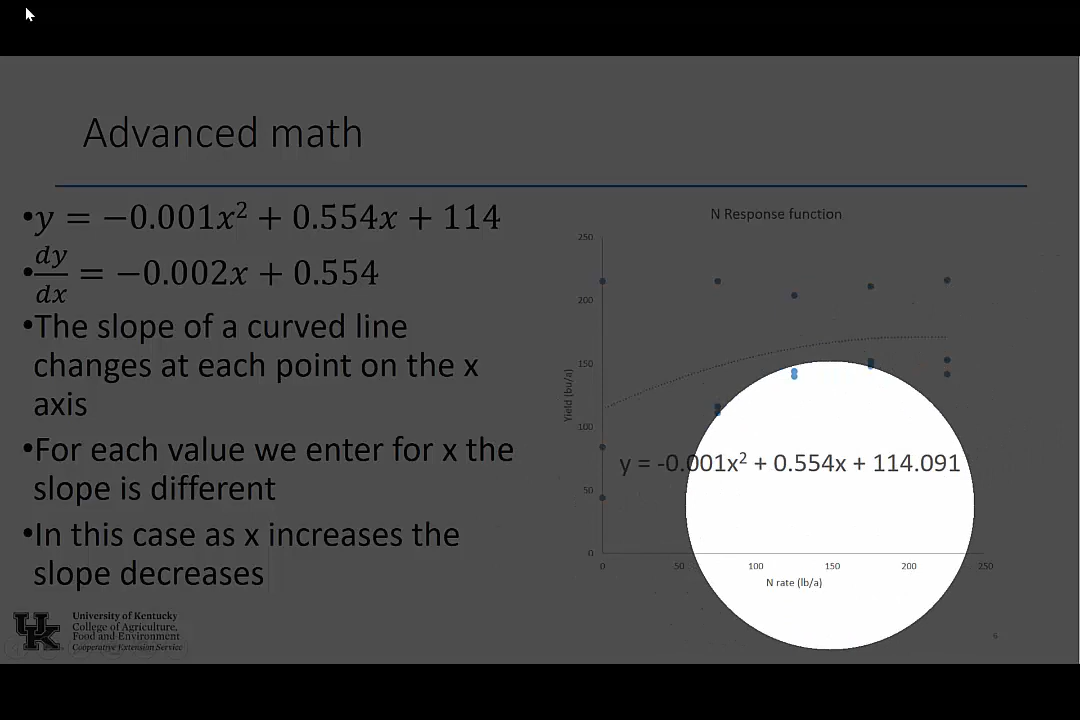 Advanced math
•y = −0.001x² + 0.554x + 114
•dy/dx = −0.002x + 0.554
•The slope of a curved line
changes at each point on the x
axis
•For each value we enter for x the
slope is different
•In this case as x increases the
slope decreases
N Response function
250
200
150
100
50
0
Yield (bu/a)
y = -0.001x² + 0.554x + 114.091
0 50 100 150 200 250
N rate (lb/a)
UK
University of Kentucky
College of Agriculture,
Food and Environment
Cooperative Extension Service
6